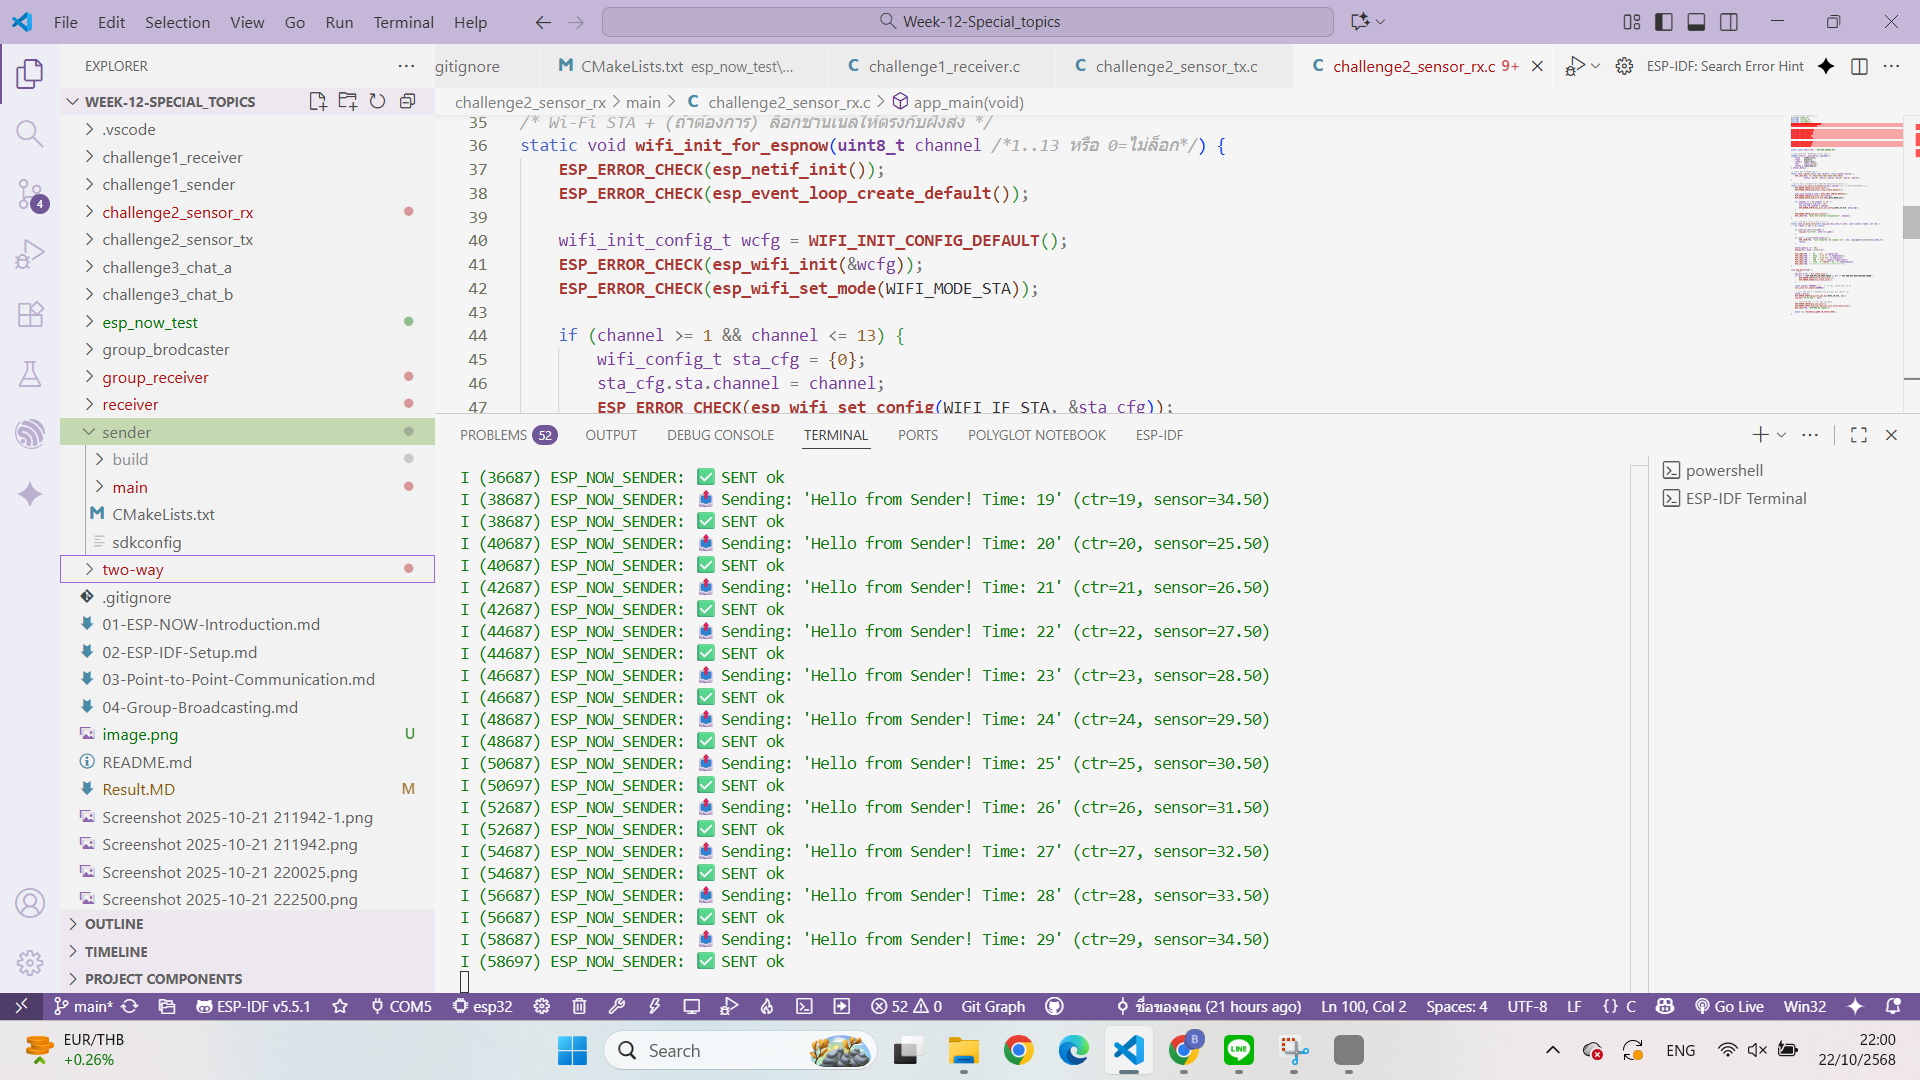 File Edit Selection View Go Run Terminal Help
Week-12-Special_topics
EXPLORER
WEEK-12-SPECIAL_TOPICS
.vscode
challenge1_receiver
challenge1_sender
challenge2_sensor_rx
challenge2_sensor_tx
challenge3_chat_a
challenge3_chat_b
esp_now_test
group_brodcaster
group_receiver
receiver
sender
build
main
CMakeLists.txt
sdkconfig
two-way
.gitignore
01-ESP-NOW-Introduction.md
02-ESP-IDF-Setup.md
03-Point-to-Point-Communication.md
04-Group-Broadcasting.md
image.png U
README.md
Result.MD M
Screenshot 2025-10-21 211942-1.png
Screenshot 2025-10-21 211942.png
Screenshot 2025-10-21 220025.png
Screenshot 2025-10-21 222500.png
OUTLINE
TIMELINE
PROJECT COMPONENTS
4
gitignore
CMakeLists.txt esp_now_test\...
challenge1_receiver.c
challenge2_sensor_tx.c
challenge2_sensor_rx.c 9+
ESP-IDF: Search Error Hint
challenge2_sensor_rx > main > C challenge2_sensor_rx.c > app_main(void)
35 /* Wi-Fi STA + (ถ้าต้องการ) ล็อกชานเนลให้ตรงกับฝั่งส่ง */
36 static void wifi_init_for_espnow(uint8_t channel /*1..13 หรือ 0=ไม่ล็อก*/) {
37 ESP_ERROR_CHECK(esp_netif_init());
38 ESP_ERROR_CHECK(esp_event_loop_create_default());
39
40 wifi_init_config_t wcfg = WIFI_INIT_CONFIG_DEFAULT();
41 ESP_ERROR_CHECK(esp_wifi_init(&wcfg));
42 ESP_ERROR_CHECK(esp_wifi_set_mode(WIFI_MODE_STA));
43
44 if (channel >= 1 && channel <= 13) {
45 wifi_config_t sta_cfg = {0};
46 sta_cfg.sta.channel = channel;
47 ESP_ERROR_CHECK(esp_wifi_set_config(WIFI_IF_STA, &sta_cfg));
PROBLEMS 52 OUTPUT DEBUG CONSOLE TERMINAL PORTS POLYGLOT NOTEBOOK ESP-IDF
I (36687) ESP_NOW_SENDER: ✅ SENT ok
I (38687) ESP_NOW_SENDER: 📤 Sending: 'Hello from Sender! Time: 19' (ctr=19, sensor=34.50)
I (38687) ESP_NOW_SENDER: ✅ SENT ok
I (40687) ESP_NOW_SENDER: 📤 Sending: 'Hello from Sender! Time: 20' (ctr=20, sensor=25.50)
I (40687) ESP_NOW_SENDER: ✅ SENT ok
I (42687) ESP_NOW_SENDER: 📤 Sending: 'Hello from Sender! Time: 21' (ctr=21, sensor=26.50)
I (42687) ESP_NOW_SENDER: ✅ SENT ok
I (44687) ESP_NOW_SENDER: 📤 Sending: 'Hello from Sender! Time: 22' (ctr=22, sensor=27.50)
I (44687) ESP_NOW_SENDER: ✅ SENT ok
I (46687) ESP_NOW_SENDER: 📤 Sending: 'Hello from Sender! Time: 23' (ctr=23, sensor=28.50)
I (46687) ESP_NOW_SENDER: ✅ SENT ok
I (48687) ESP_NOW_SENDER: 📤 Sending: 'Hello from Sender! Time: 24' (ctr=24, sensor=29.50)
I (48687) ESP_NOW_SENDER: ✅ SENT ok
I (50687) ESP_NOW_SENDER: 📤 Sending: 'Hello from Sender! Time: 25' (ctr=25, sensor=30.50)
I (50697) ESP_NOW_SENDER: ✅ SENT ok
I (52687) ESP_NOW_SENDER: 📤 Sending: 'Hello from Sender! Time: 26' (ctr=26, sensor=31.50)
I (52687) ESP_NOW_SENDER: ✅ SENT ok
I (54687) ESP_NOW_SENDER: 📤 Sending: 'Hello from Sender! Time: 27' (ctr=27, sensor=32.50)
I (54687) ESP_NOW_SENDER: ✅ SENT ok
I (56687) ESP_NOW_SENDER: 📤 Sending: 'Hello from Sender! Time: 28' (ctr=28, sensor=33.50)
I (56687) ESP_NOW_SENDER: ✅ SENT ok
I (58687) ESP_NOW_SENDER: 📤 Sending: 'Hello from Sender! Time: 29' (ctr=29, sensor=34.50)
I (58697) ESP_NOW_SENDER: ✅ SENT ok
powershell
ESP-IDF Terminal
main* ESP-IDF v5.5.1 COM5 esp32 52 0 Git Graph ชื่อของคุณ (21 hours ago) Ln 100, Col 2 Spaces: 4 UTF-8 LF {} C Go Live Win32
EUR/THB
+0.26%
Search
B
LINE
ENG
22:00
22/10/2568